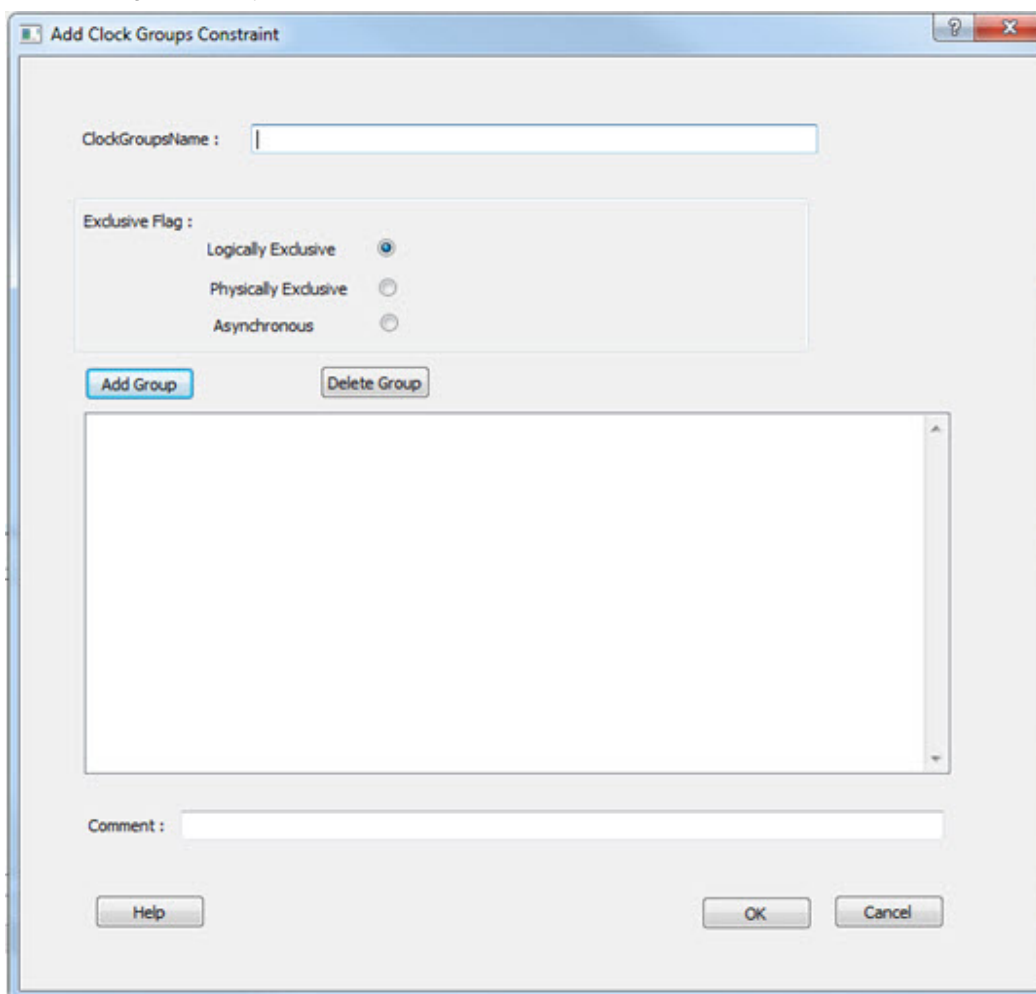 Add Clock Groups Constraint
ClockGroupsName :
Exclusive Flag :
Logically Exclusive
Physically Exclusive
Asynchronous
Add Group Delete Group
Comment :
Help OK Cancel